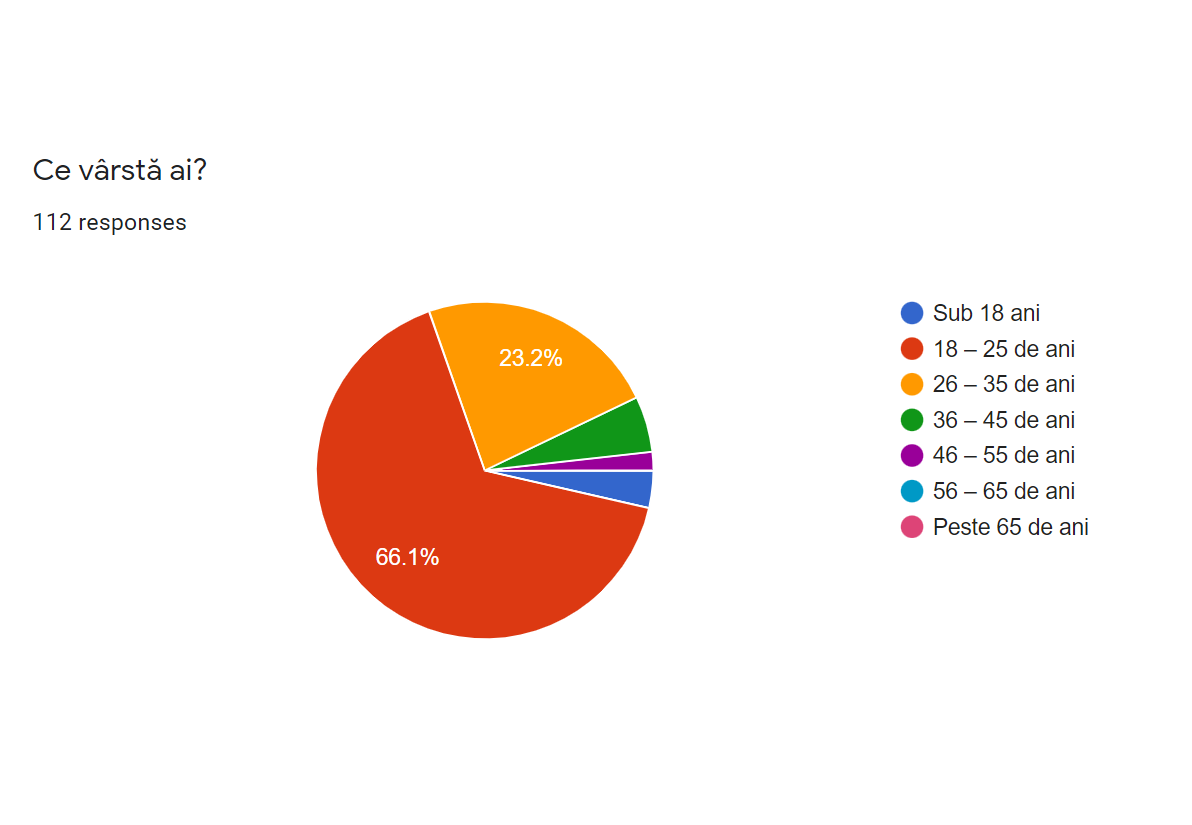 Ce vârstă ai?
112 responses
23.2%
66.1%
Sub 18 ani
18 – 25 de ani
26 – 35 de ani
36 – 45 de ani
46 – 55 de ani
56 – 65 de ani
Peste 65 de ani